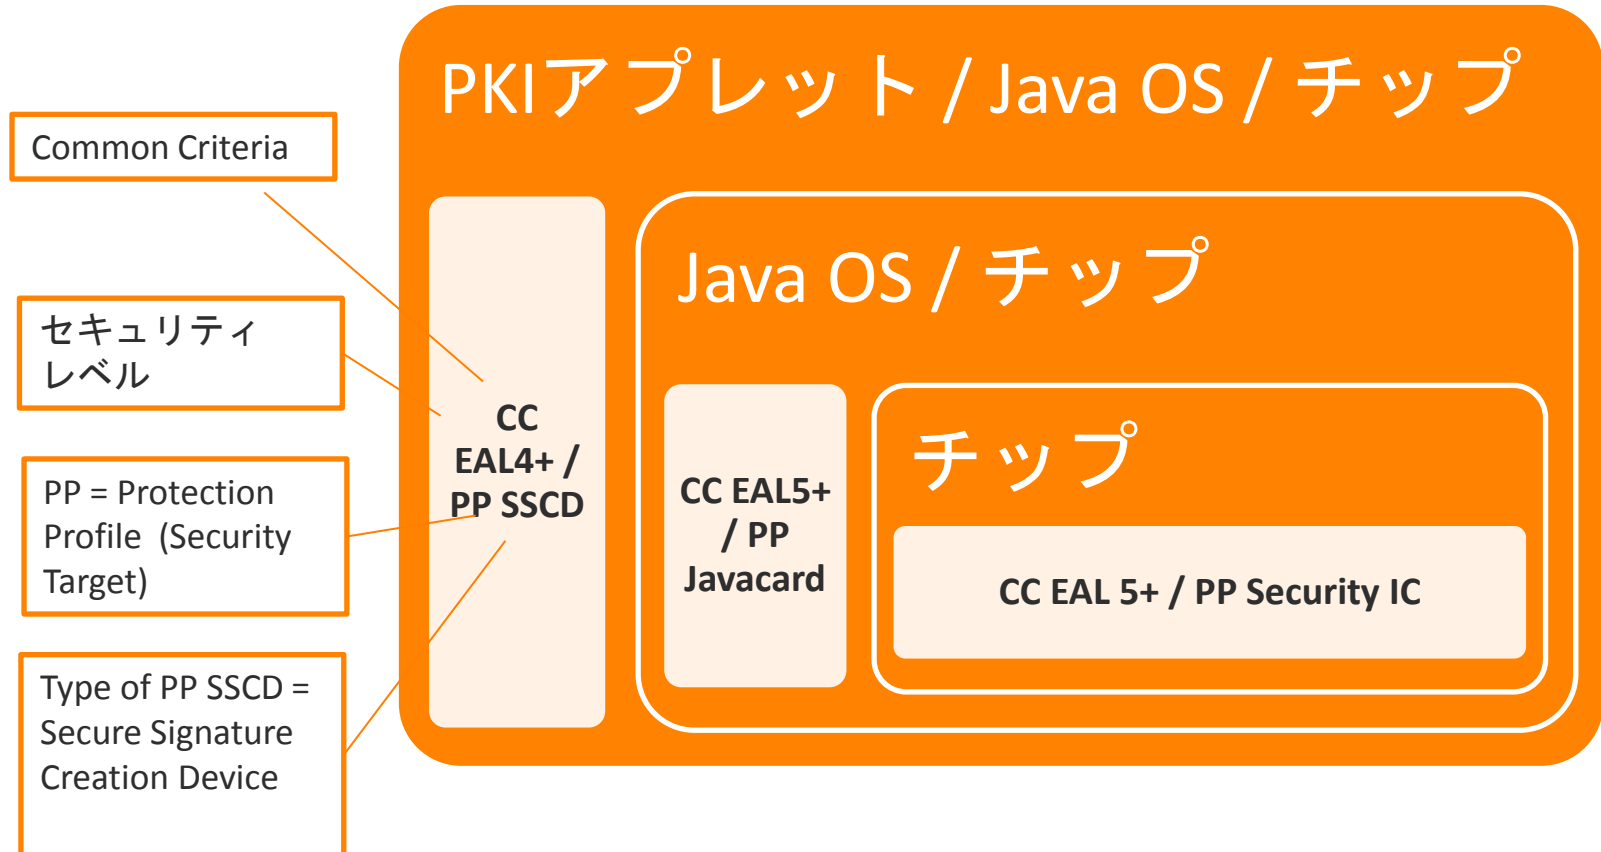 PKIアプレット / Java OS / チップ
Common Criteria
セキュリティ
レベル
PP = Protection
Profile (Security
Target)
Type of PP SSCD =
Secure Signature
Creation Device
CC
EAL4+ /
PP SSCD
Java OS / チップ
CC EAL5+
/ PP
Javacard
チップ
CC EAL 5+ / PP Security IC